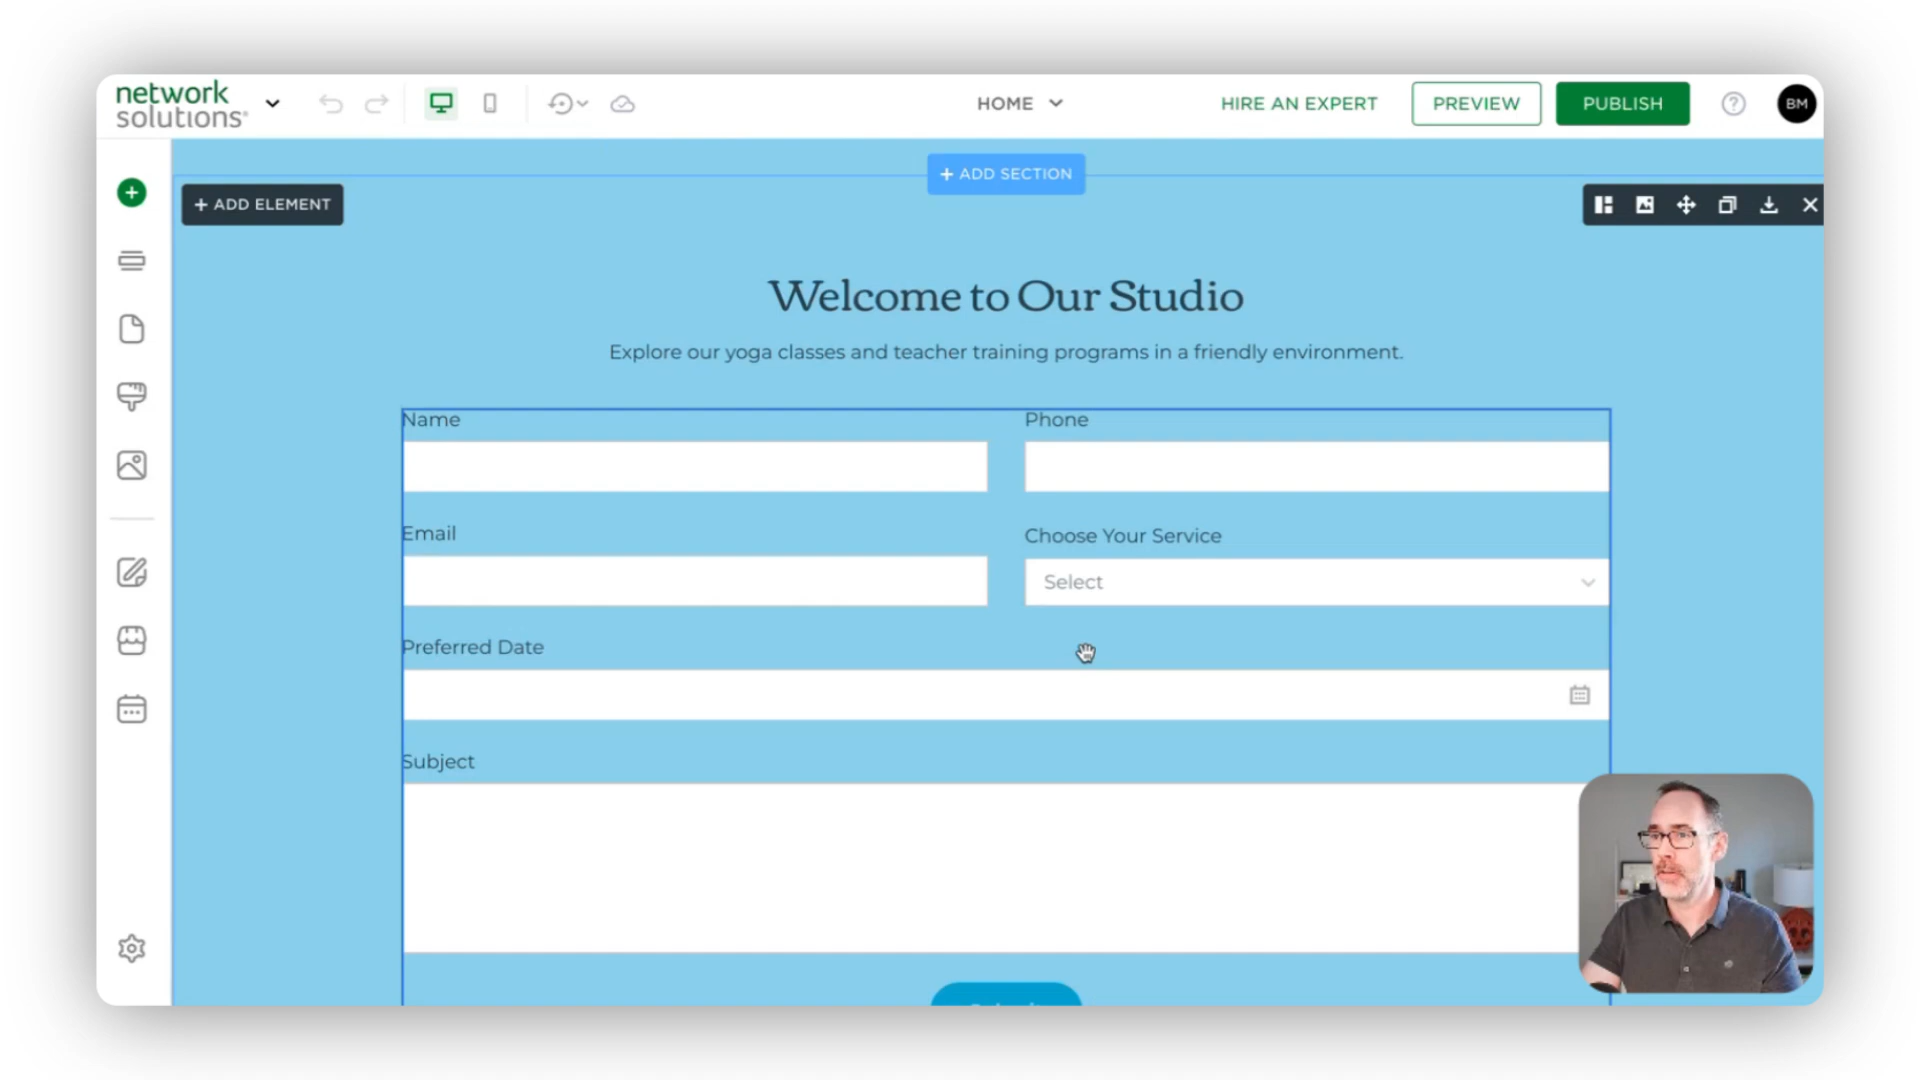 network
solutions
HOME
HIRE AN EXPERT
PREVIEW
PUBLISH
BM
+ ADD SECTION
+ ADD ELEMENT
Welcome to Our Studio
Explore our yoga classes and teacher training programs in a friendly environment.
Name
Phone
Email
Choose Your Service
Select
Preferred Date
Subject